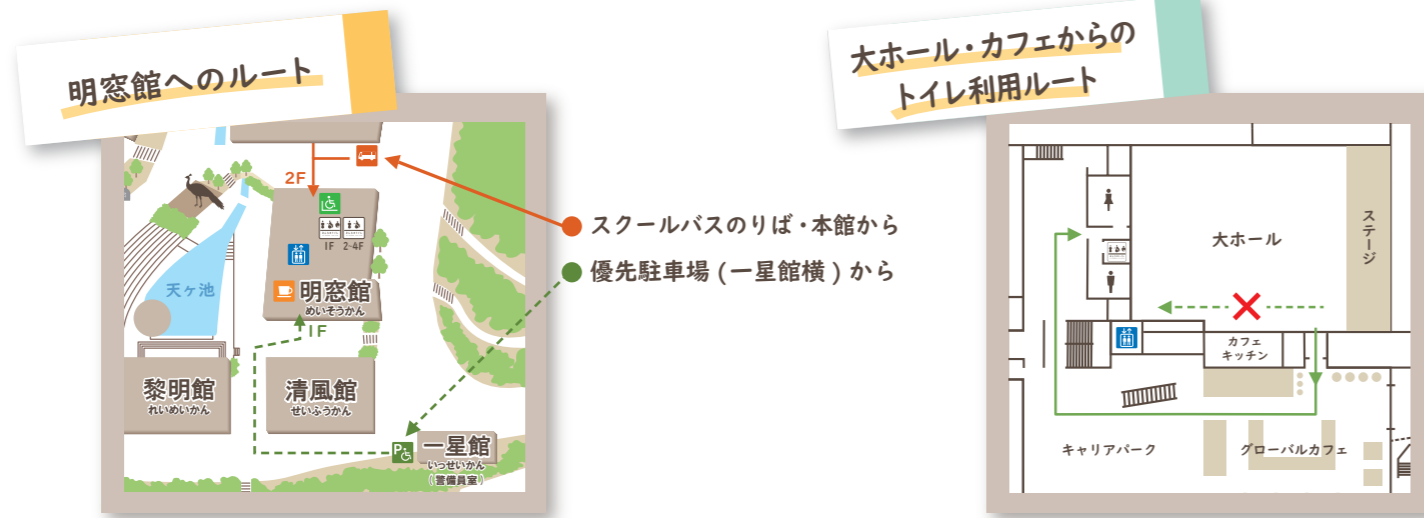 明窓館へのルート
2F
1F 2-4F
天ヶ池
明窓館
めいそうかん
1F
黎明館
れいめいかん
清風館
せいふうかん
P
一星館
いっせいかん
(警備員室)
スクールバスのりば・本館から
優先駐車場(一星館横)から
大ホール・カフェからの
トイレ利用ルート
大ホール
ステージ
カフェ
キッチン
キャリアパーク
グローバルカフェ